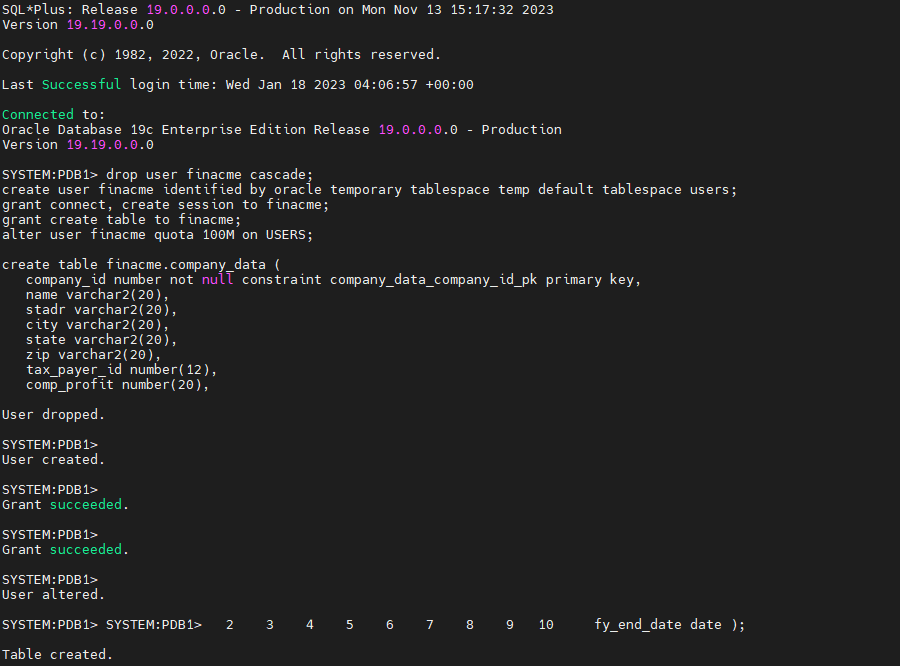 SQL*Plus: Release 19.0.0.0.0 - Production on Mon Nov 13 15:17:32 2023
Version 19.19.0.0.0
Copyright (c) 1982, 2022, Oracle.  All rights reserved.
Last Successful login time: Wed Jan 18 2023 04:06:57 +00:00
Connected to:
Oracle Database 19c Enterprise Edition Release 19.0.0.0.0 - Production
Version 19.19.0.0.0
SYSTEM:PDB1> drop user finacme cascade;
create user finacme identified by oracle temporary tablespace temp default tablespace users;
grant connect, create session to finacme;
grant create table to finacme;
alter user finacme quota 100M on USERS;
create table finacme.company_data (
   company_id number not null constraint company_data_company_id_pk primary key,
   name varchar2(20),
   stadr varchar2(20),
   city varchar2(20),
   state varchar2(20),
   zip varchar2(20),
   tax_payer_id number(12),
   comp_profit number(20),
User dropped.
SYSTEM:PDB1>
User created.
SYSTEM:PDB1>
Grant succeeded.
SYSTEM:PDB1>
Grant succeeded.
SYSTEM:PDB1>
User altered.
SYSTEM:PDB1> SYSTEM:PDB1>   2    3    4    5    6    7    8    9   10     fy_end_date date );
Table created.